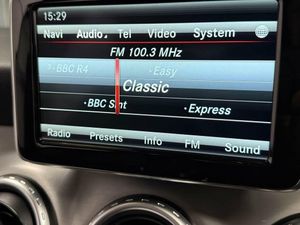 15:29
Navi Audio Tel Video System
FM 100.3 MHz
BBC R4 Easy
Classic
BBC Snt Express
Radio Presets Info FM Sound